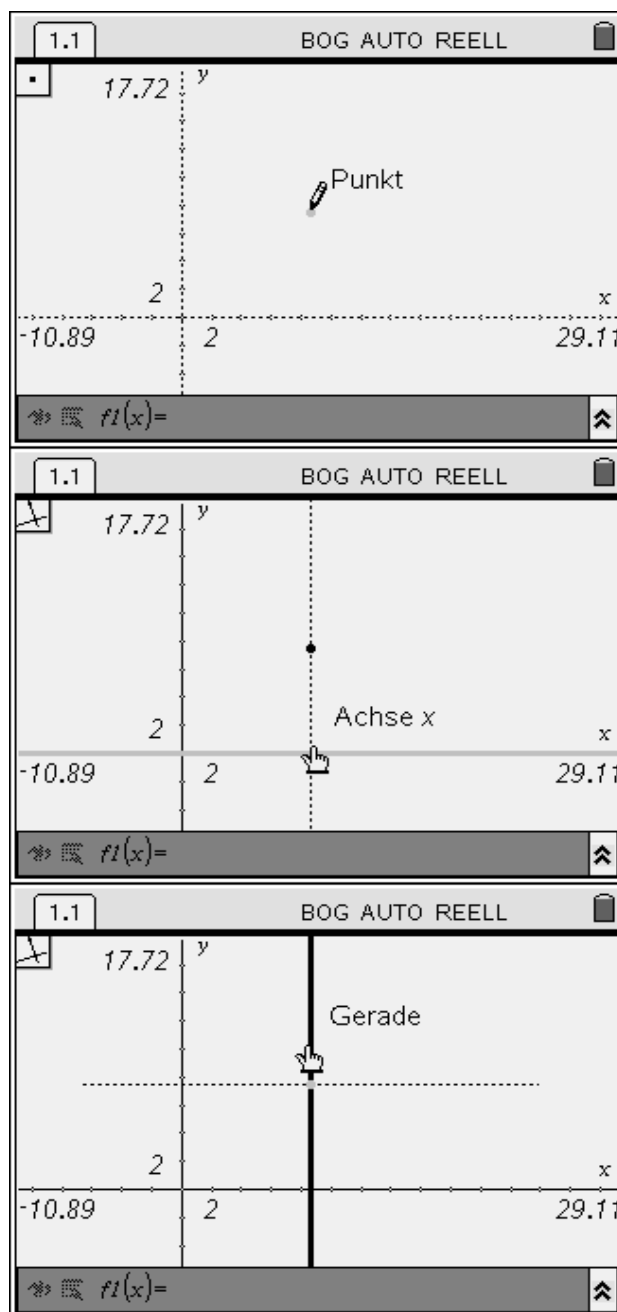 1.1 BOG AUTO REELL
17.72 y
Punkt
2 x
-10.89 2 29.11
f1(x)=
1.1 BOG AUTO REELL
17.72 y
Achse x
2 x
-10.89 2 29.11
f1(x)=
1.1 BOG AUTO REELL
17.72 y
Gerade
2 x
-10.89 2 29.11
f1(x)=